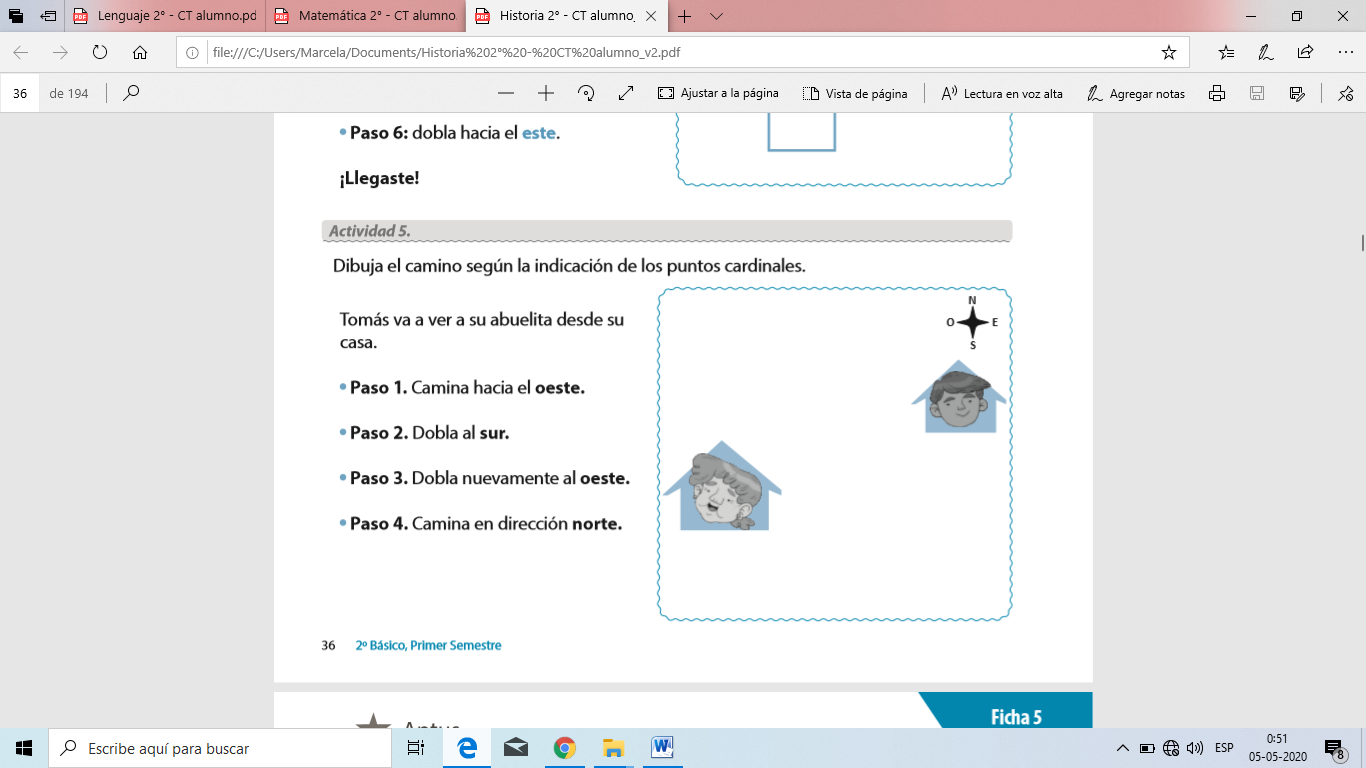 Lenguaje 2° - CT alumno.pd
Matemática 2° - CT alumno.
Historia 2° - CT alumno_
file:///C:/Users/Marcela/Documents/Historia%202°%20-%20CT%20alumno_v2.pdf
36 de 194
Ajustar a la página
Vista de página
Lectura en voz alta
Agregar notas
• Paso 6: dobla hacia el este.
¡Llegaste!
Actividad 5.
Dibuja el camino según la indicación de los puntos cardinales.
Tomás va a ver a su abuelita desde su
casa.
• Paso 1. Camina hacia el oeste.
• Paso 2. Dobla al sur.
• Paso 3. Dobla nuevamente al oeste.
• Paso 4. Camina en dirección norte.
N
O E
S
36 2º Básico, Primer Semestre
Aptus
Ficha 5
Escribe aquí para buscar
ESP
0:51
05-05-2020
8